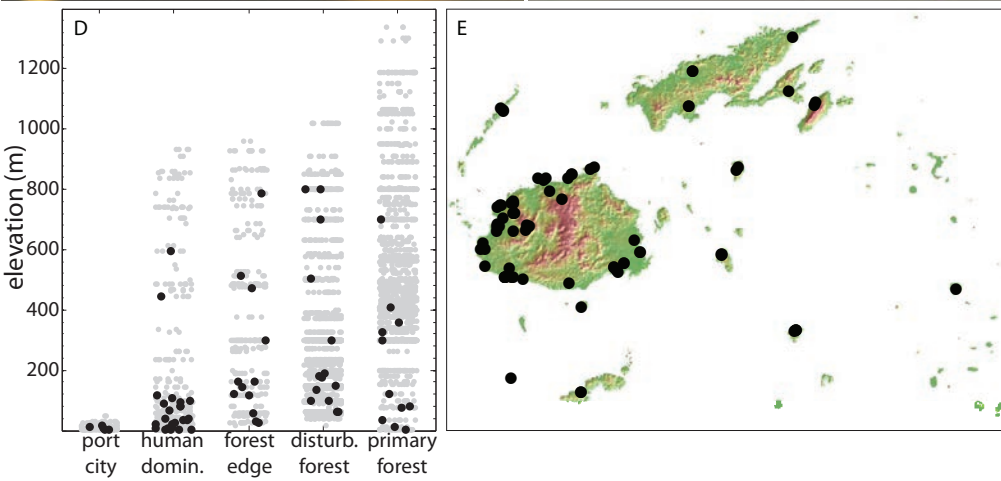 D
E
elevation (m)
1200
1000
800
600
400
200
port human forest disturb. primary
city domin. edge forest forest